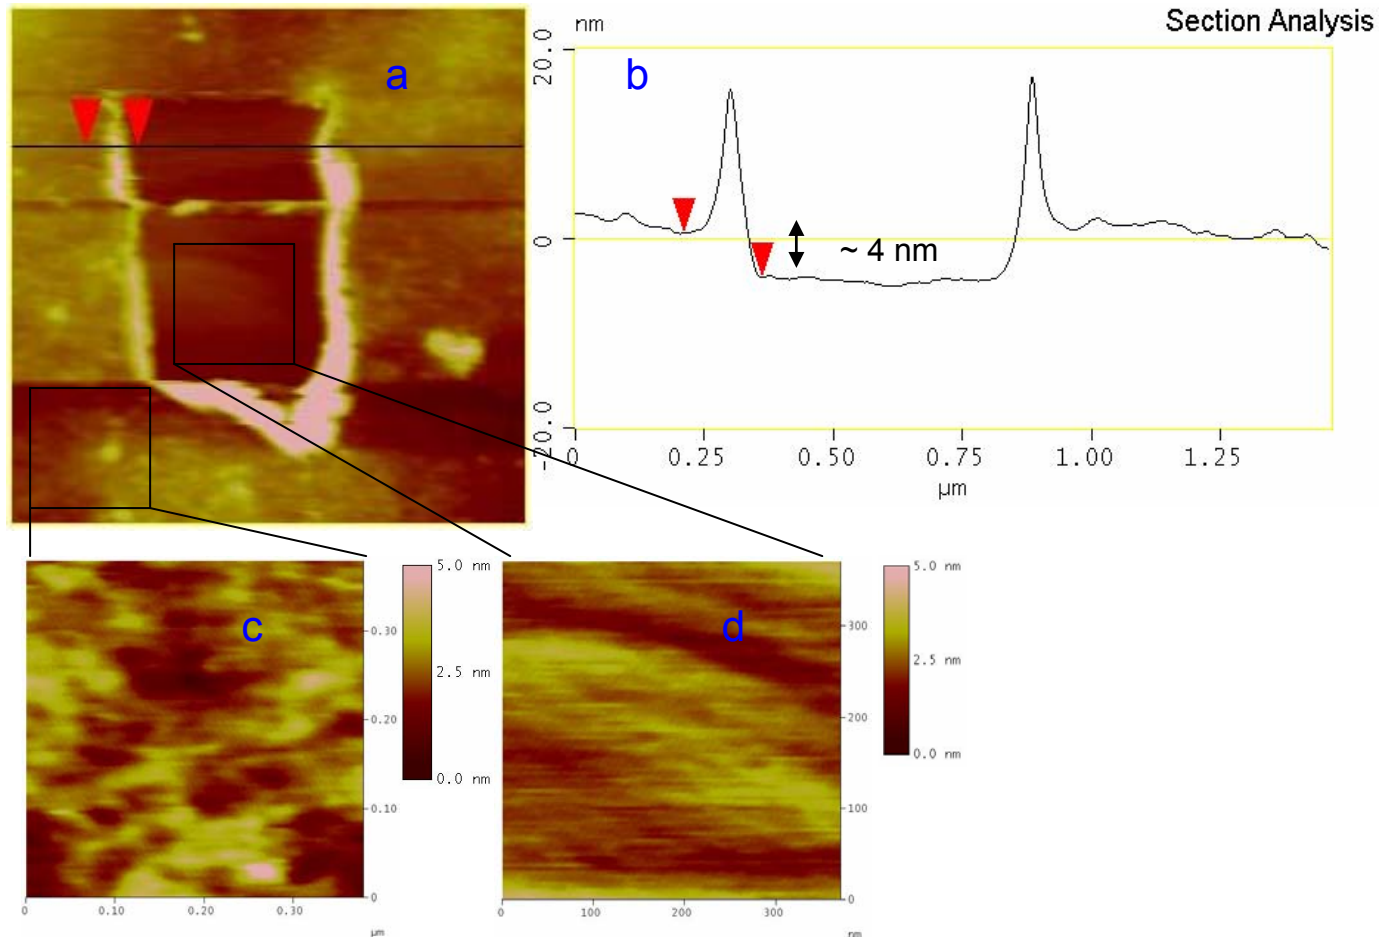 Section Analysis
nm
a
b
20.0
0
-20.0
~ 4 nm
0 0.25 0.50 0.75 1.00 1.25
µm
c
5.0 nm
2.5 nm
0.0 nm
0.30
0.20
0.10
0
0 0.10 0.20 0.30
µm
d
5.0 nm
2.5 nm
0.0 nm
300
200
100
0
0 100 200 300
nm